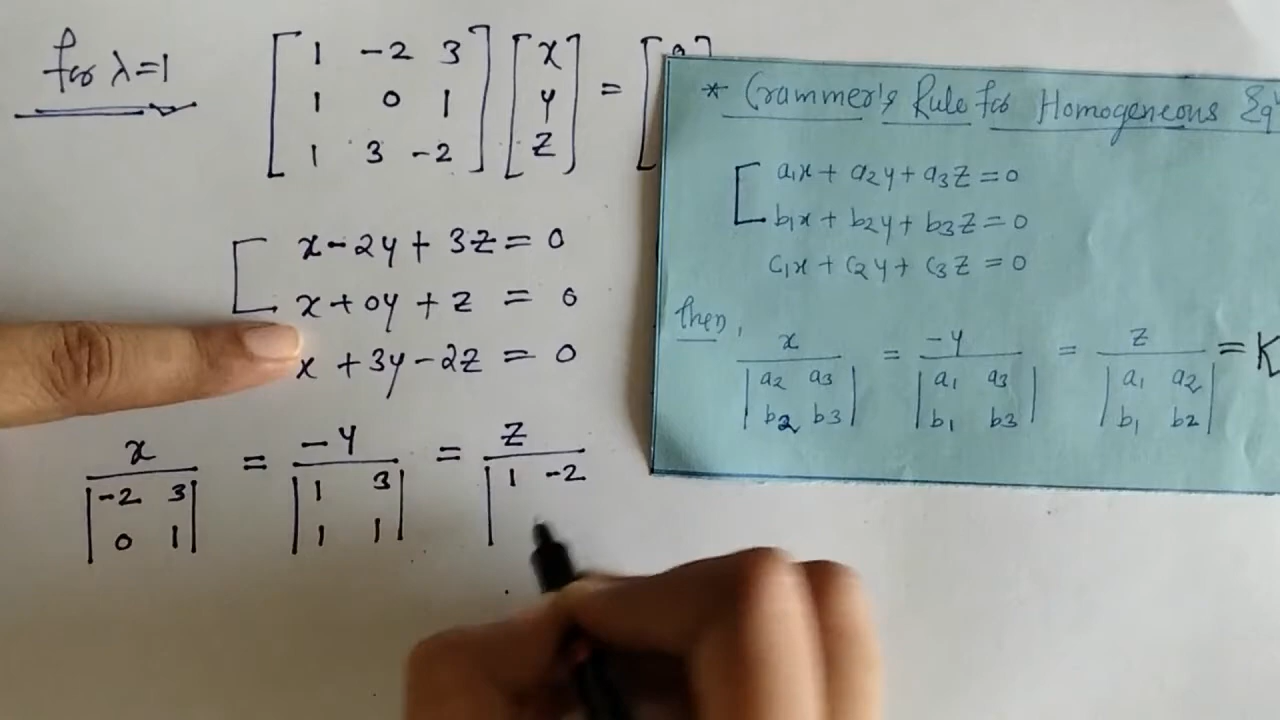 for λ=1
[ 1 -2 3 ] [ x ] = [
[ 1 0 1 ] [ y ]
[ 1 3 -2 ] [ z ]
x-2y+3z=0
x+0y+z = 0
x+3y-2z = 0
x = -y = z
|-2 3| |1 3| |1 -2
|0 1| |1 1| |
* Crammer's Rule for Homogeneous Eqⁿ
a₁x + a₂y + a₃z = 0
b₁x + b₂y + b₃z = 0
c₁x + c₂y + c₃z = 0
then,
x = -y = z = K
|a₂ a₃| |a₁ a₃| |a₁ a₂|
|b₂ b₃| |b₁ b₃| |b₁ b₂|